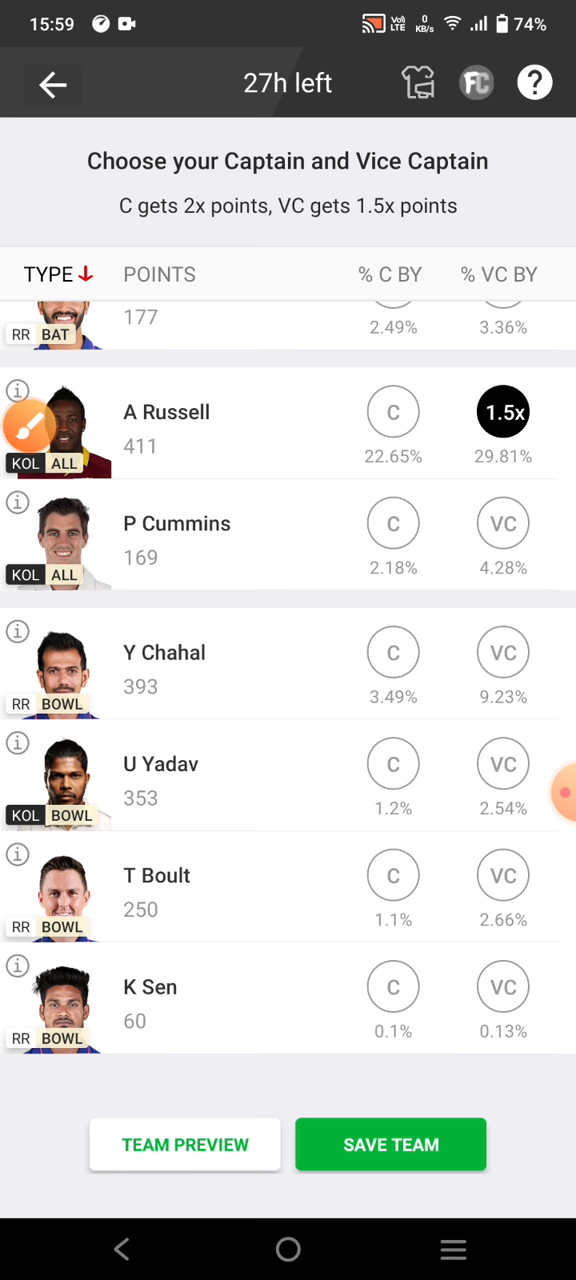 15:59 Vo) LTE 0 KB/s 74%
27h left FC ?
Choose your Captain and Vice Captain
C gets 2x points, VC gets 1.5x points
TYPE POINTS % C BY % VC BY
177
RR BAT 2.49% 3.36%
A Russell C 1.5x
411
KOL ALL 22.65% 29.81%
P Cummins C VC
169
KOL ALL 2.18% 4.28%
Y Chahal C VC
393
RR BOWL 3.49% 9.23%
U Yadav C VC
353
KOL BOWL 1.2% 2.54%
T Boult C VC
250
RR BOWL 1.1% 2.66%
K Sen C VC
60
RR BOWL 0.1% 0.13%
TEAM PREVIEW SAVE TEAM